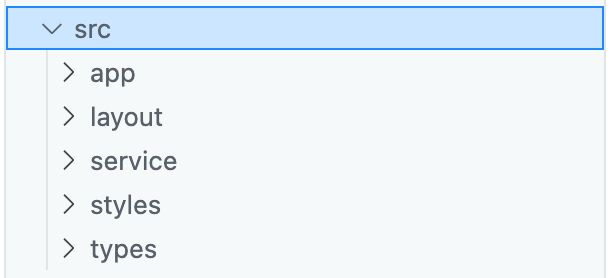 src
app
layout
service
styles
types